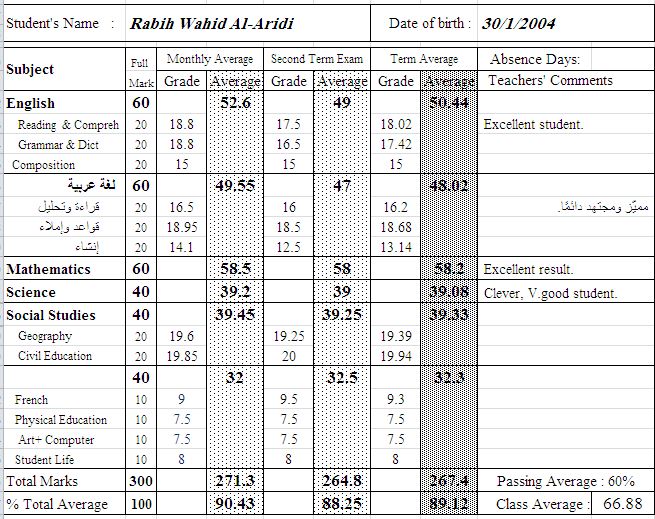 Student's Name : Rabih Wahid Al-Aridi Date of birth : 30/1/2004
Subject Full Mark Monthly Average Second Term Exam Term Average Absence Days:
Grade Average Grade Average Grade Average Teachers' Comments
English 60 52.6 49 50.44
Reading & Compreh 20 18.8 17.5 18.02 Excellent student.
Grammar & Dict 20 18.8 16.5 17.42
Composition 20 15 15 15
لغة عربية 60 49.55 47 48.02
قراءة وتحليل 20 16.5 16 16.2 مميّز ومجتهد دائمًا.
قواعد وإملاء 20 18.95 18.5 18.68
إنشاء 20 14.1 12.5 13.14
Mathematics 60 58.5 58 58.2 Excellent result.
Science 40 39.2 39 39.08 Clever, V.good student.
Social Studies 40 39.45 39.25 39.33
Geography 20 19.6 19.25 19.39
Civil Education 20 19.85 20 19.94
40 32 32.5 32.3
French 10 9 9.5 9.3
Physical Education 10 7.5 7.5 7.5
Art+ Computer 10 7.5 7.5 7.5
Student Life 10 8 8 8
Total Marks 300 271.3 264.8 267.4 Passing Average : 60%
% Total Average 100 90.43 88.25 89.12 Class Average : 66.88